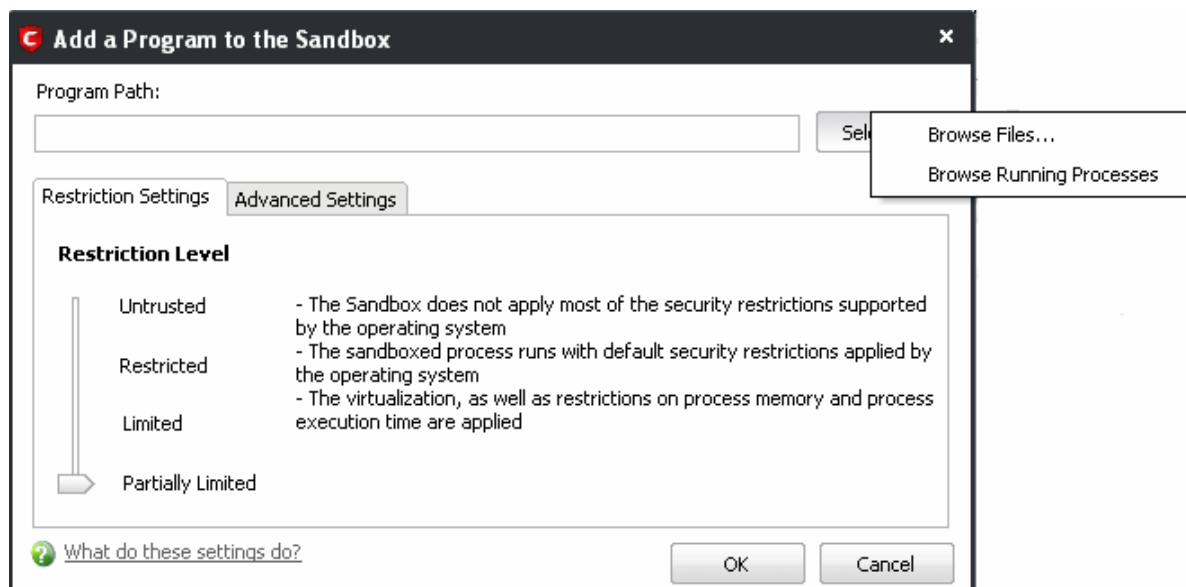 Add a Program to the Sandbox
Program Path:
Browse Files...
Browse Running Processes
Restriction Settings
Advanced Settings
Restriction Level
Untrusted
Restricted
Limited
Partially Limited
- The Sandbox does not apply most of the security restrictions supported
by the operating system
- The sandboxed process runs with default security restrictions applied by
the operating system
- The virtualization, as well as restrictions on process memory and process
execution time are applied
What do these settings do?
OK
Cancel